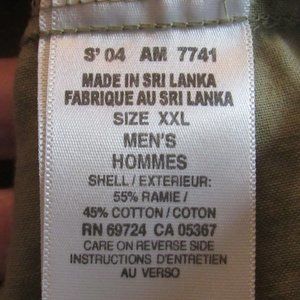 S' 04 AM 7741
MADE IN SRI LANKA
FABRIQUE AU SRI LANKA
SIZE XXL
MEN'S
HOMMES
SHELL / EXTERIEUR:
55% RAMIE /
45% COTTON / COTON
RN 69724 CA 05367
CARE ON REVERSE SIDE
INSTRUCTIONS D'ENTRETIEN
AU VERSO